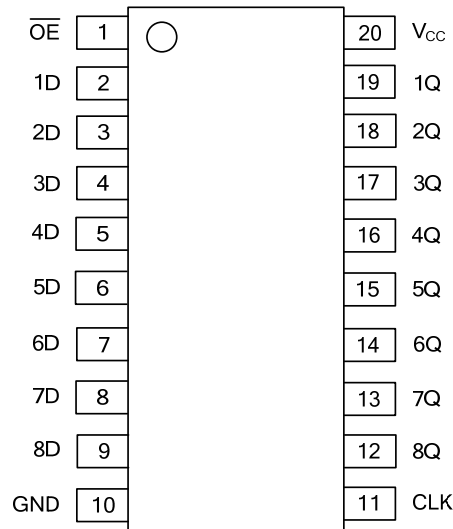 O̅E̅ 1 20 VCC
1D 2 19 1Q
2D 3 18 2Q
3D 4 17 3Q
4D 5 16 4Q
5D 6 15 5Q
6D 7 14 6Q
7D 8 13 7Q
8D 9 12 8Q
GND 10 11 CLK